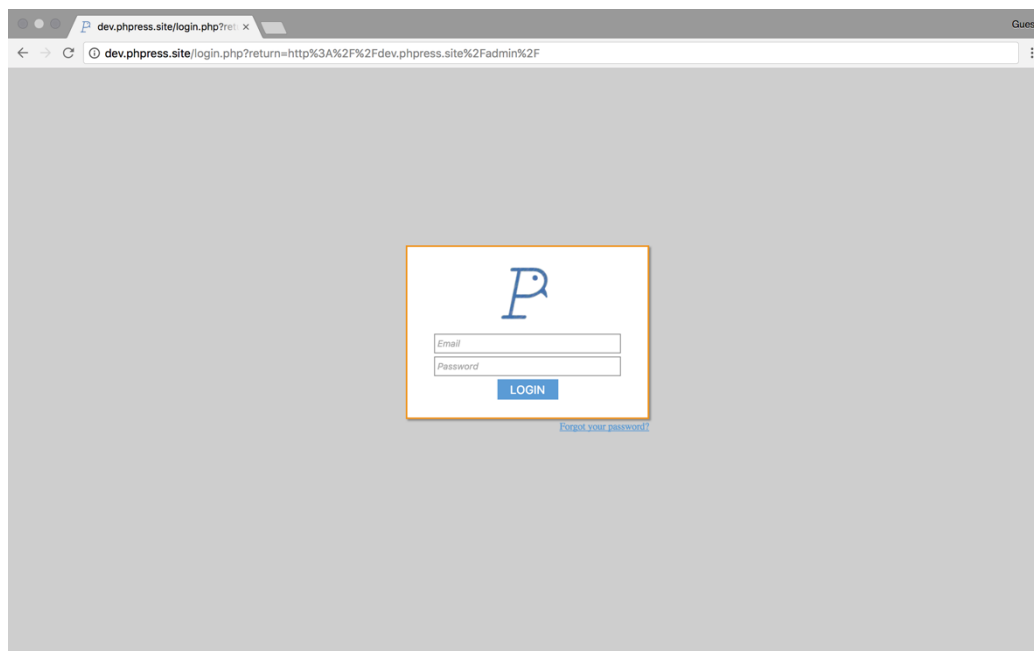 dev.phpress.site/login.php?ret
Gues
dev.phpress.site/login.php?return=http%3A%2F%2Fdev.phpress.site%2Fadmin%2F
P
Email
Password
LOGIN
Forgot your password?